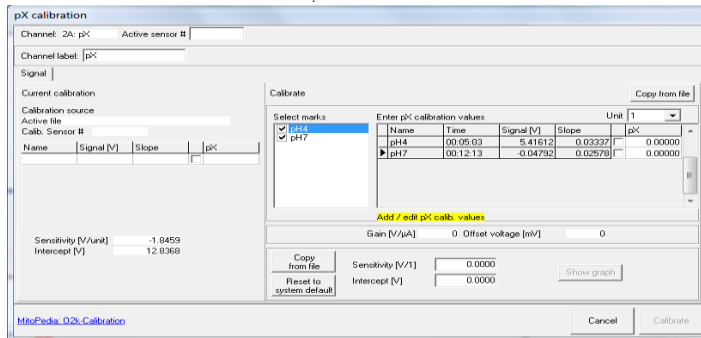 pX calibration
Channel: 2A: pX Active sensor #
Channel label: pX
Signal
Current calibration
Calibration source
Active file
Calib. Sensor #
Name Signal [V] Slope pX
Sensitivity [V/unit] -1.8459
Intercept [V] 12.8368
Calibrate
Copy from file
Select marks
pH4
pH7
Enter pX calibration values
Unit 1
Name Time Signal [V] Slope pX
pH4 00:05:03 5.41612 0.03337 0.00000
pH7 00:12:13 -0.04792 0.02578 0.00000
Add / edit pX calib. values
Gain [V/µA] 0 Offset voltage [mV] 0
Copy
from file
Reset to
system default
Sensitivity [V/1] 0.0000
Intercept [V] 0.0000
Show graph
MitoPedia: O2k-Calibration
Cancel
Calibrate